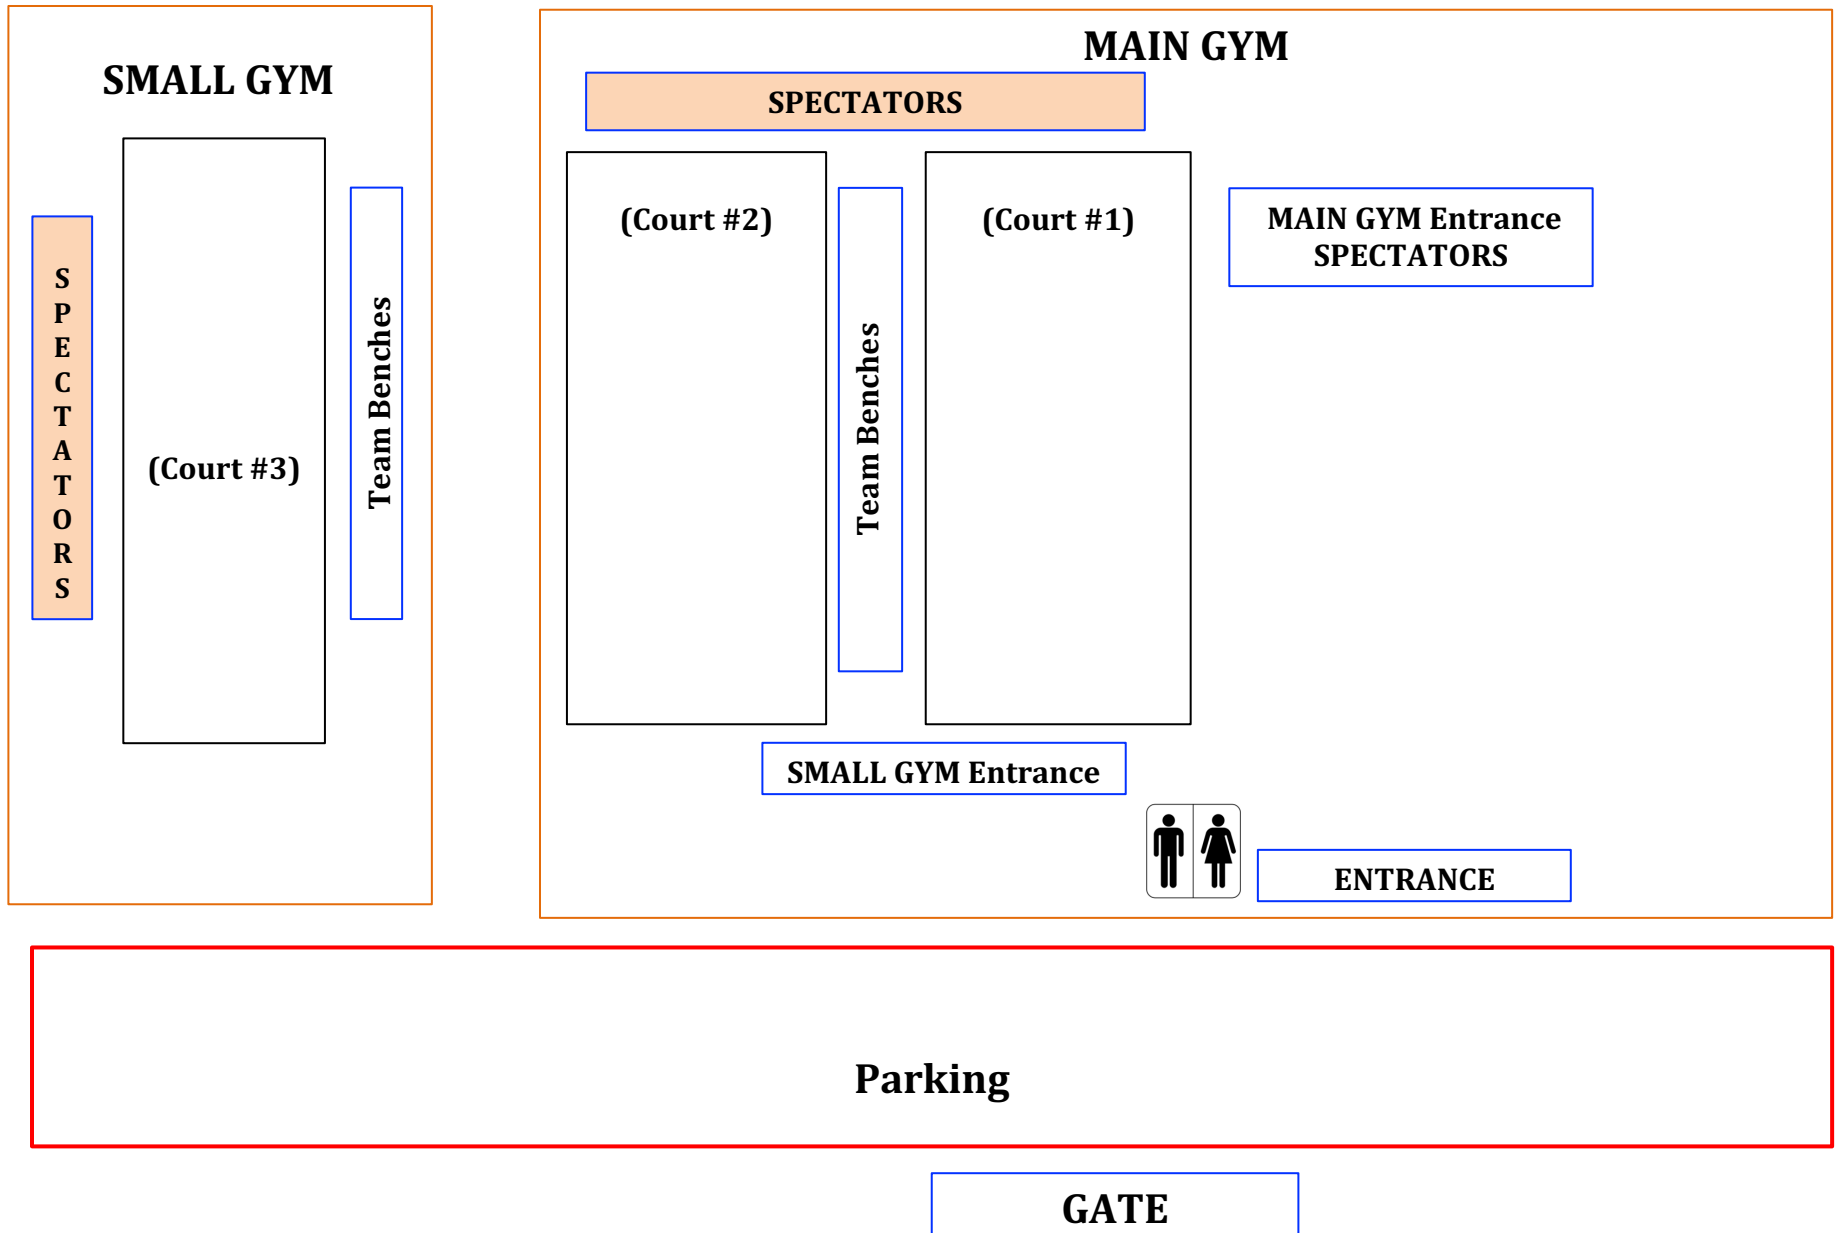 SMALL GYM
SPECTATORS
(Court #3)
Team Benches
MAIN GYM
SPECTATORS
(Court #2)
Team Benches
(Court #1)
MAIN GYM Entrance
SPECTATORS
SMALL GYM Entrance
ENTRANCE
Parking
GATE